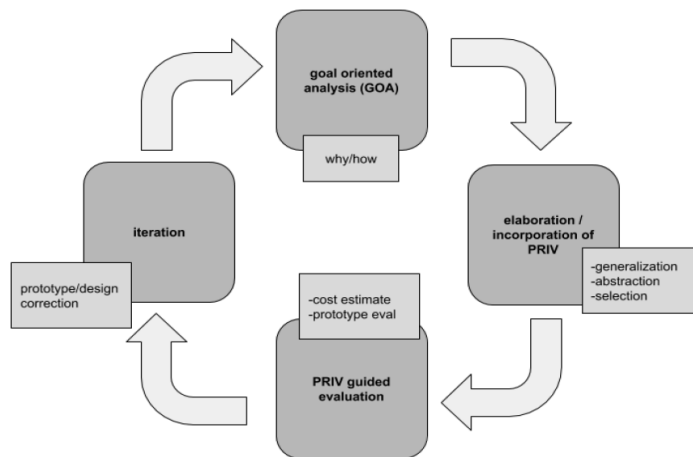 goal oriented
analysis (GOA)
why/how
elaboration /
incorporation of
PRIV
-generalization
-abstraction
-selection
-cost estimate
-prototype eval
PRIV guided
evaluation
iteration
prototype/design
correction